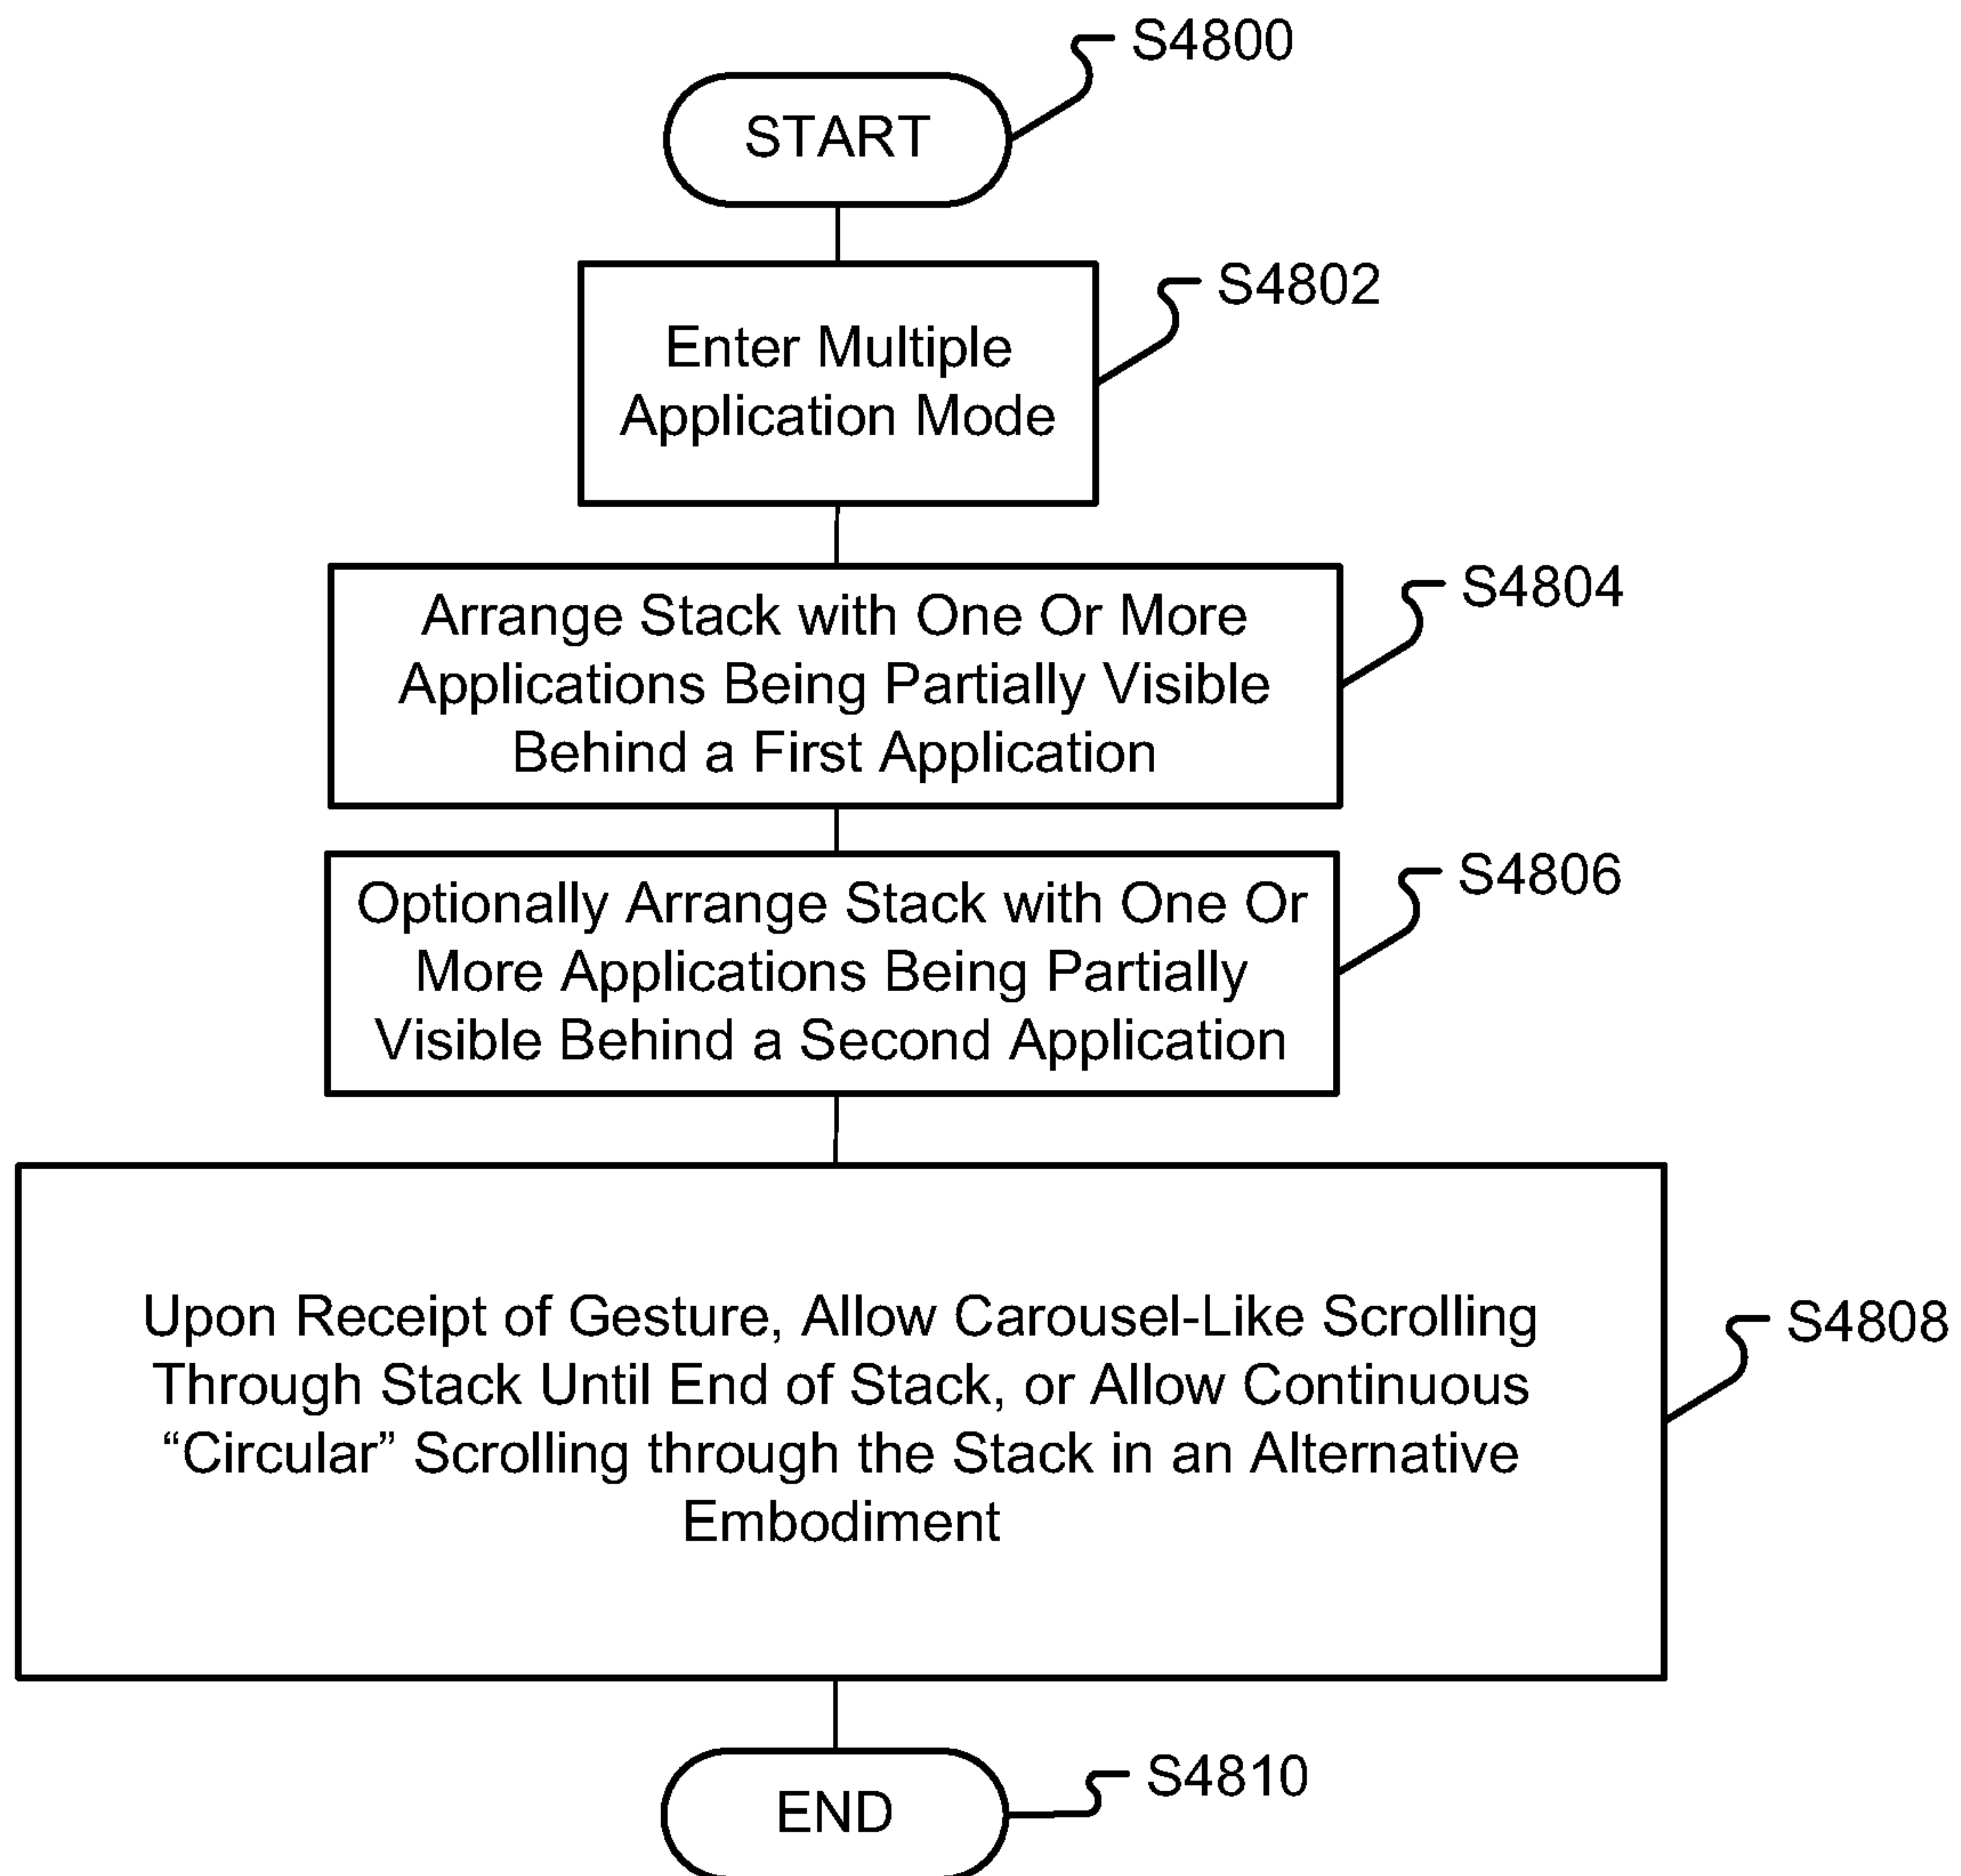 S4800
START
S4802
Enter Multiple
Application Mode
S4804
Arrange Stack with One Or More
Applications Being Partially Visible
Behind a First Application
S4806
Optionally Arrange Stack with One Or
More Applications Being Partially
Visible Behind a Second Application
S4808
Upon Receipt of Gesture, Allow Carousel-Like Scrolling
Through Stack Until End of Stack, or Allow Continuous
“Circular” Scrolling through the Stack in an Alternative
Embodiment
S4810
END